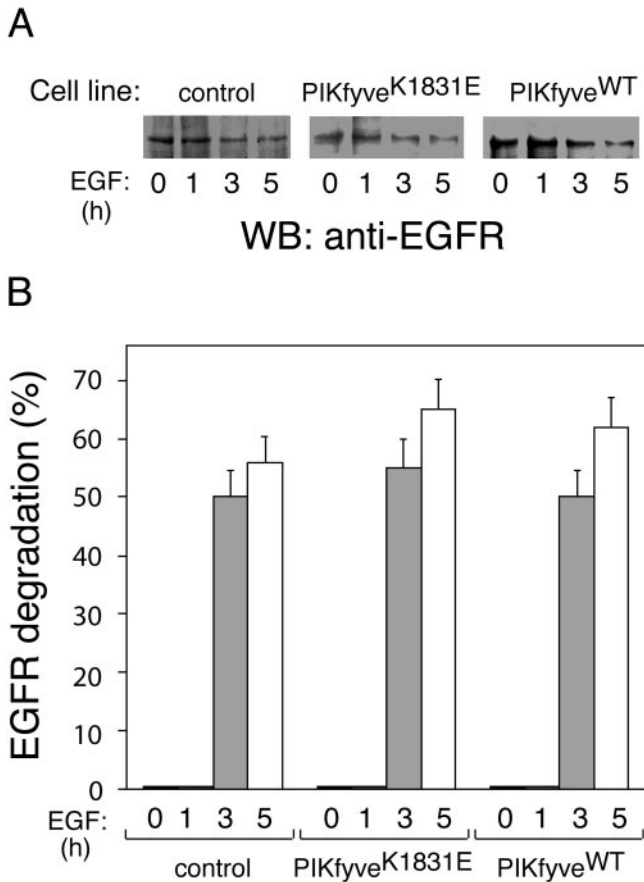 A
Cell line: control PIKfyveK1831E PIKfyveWT
EGF: 0 1 3 5 0 1 3 5 0 1 3 5
(h)
WB: anti-EGFR
B
EGFR degradation (%)
70
60
50
40
30
20
10
0
EGF: 0 1 3 5 0 1 3 5 0 1 3 5
(h)
control PIKfyveK1831E PIKfyveWT